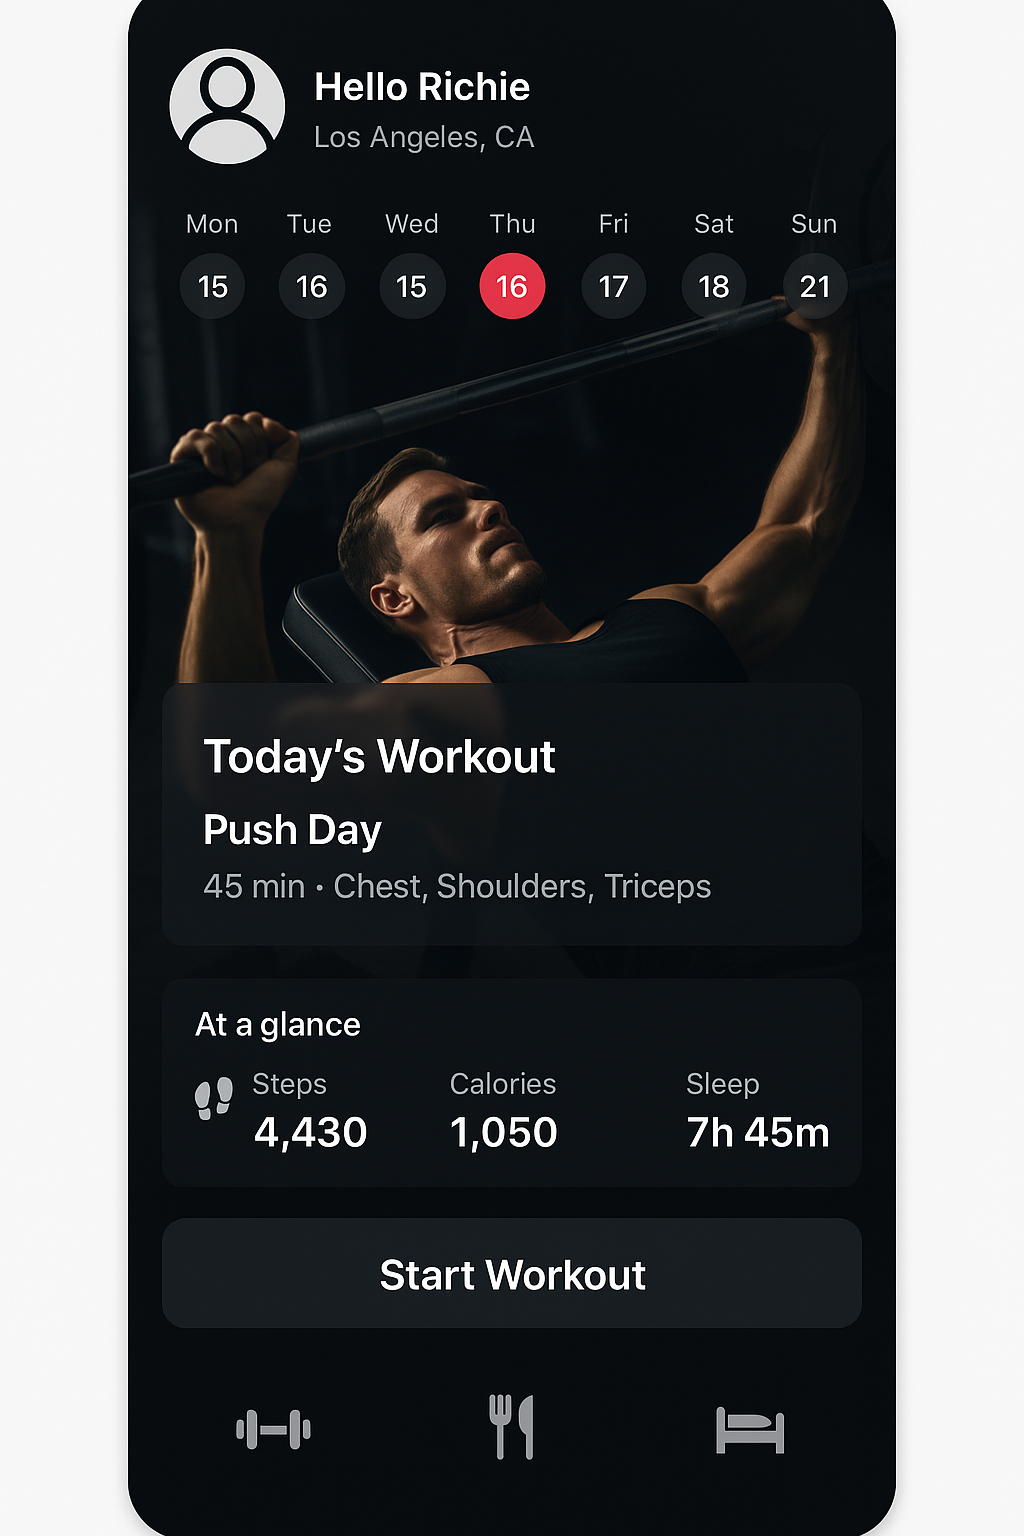 Hello Richie
Los Angeles, CA
Mon Tue Wed Thu Fri Sat Sun
15 16 15 16 17 18 21
Today’s Workout
Push Day
45 min • Chest, Shoulders, Triceps
At a glance
Steps Calories Sleep
4,430 1,050 7h 45m
Start Workout